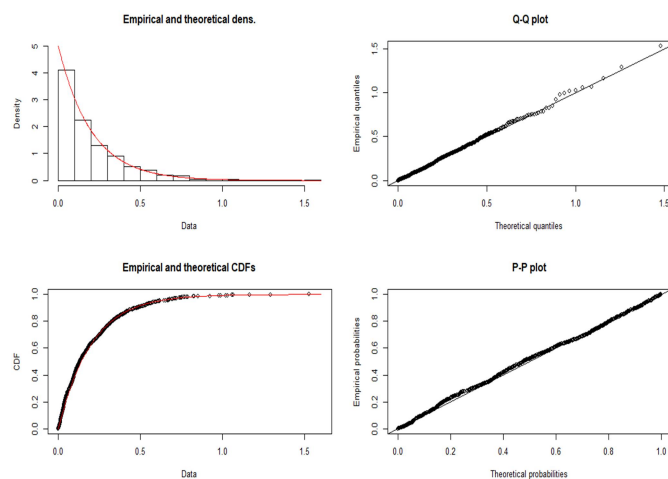 Empirical and theoretical dens.
Density
5
4
3
2
1
0
0.0 0.5 1.0 1.5
Data
Q-Q plot
Empirical quantiles
1.5
1.0
0.5
0.0
0.0 0.5 1.0 1.5
Theoretical quantiles
Empirical and theoretical CDFs
CDF
1.0
0.8
0.6
0.4
0.2
0.0
0.0 0.5 1.0 1.5
Data
P-P plot
Empirical probabilities
1.0
0.8
0.6
0.4
0.2
0.0
0.0 0.2 0.4 0.6 0.8 1.0
Theoretical probabilities